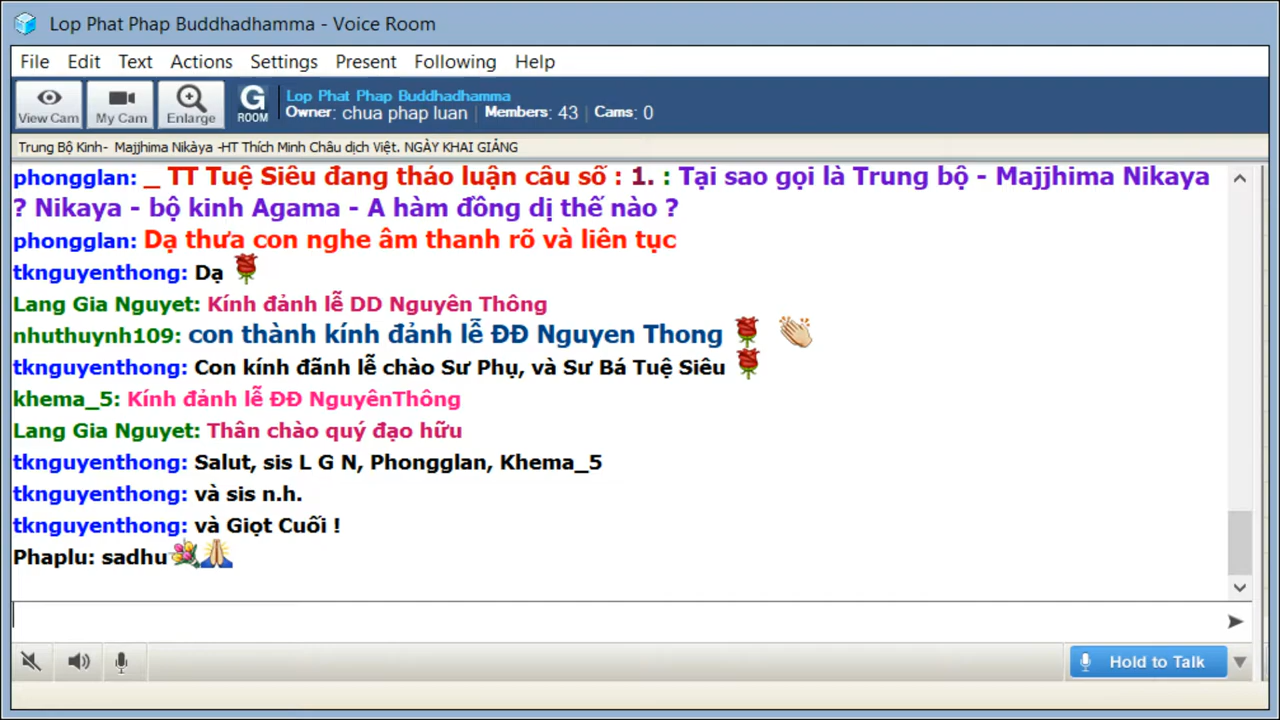 Lop Phat Phap Buddhadhamma - Voice Room
File Edit Text Actions Settings Present Following Help
View Cam My Cam Enlarge G ROOM Lop Phat Phap Buddhadhamma
Owner: chua phap luan | Members: 43 | Cams: 0
Trung Bộ Kinh- Majjhima Nikàya -HT Thích Minh Châu dịch Việt. NGÀY KHAI GIẢNG
phongglan: _ TT Tuệ Siêu đang tháo luận câu số : 1. : Tại sao gọi là Trung bộ - Majjhima Nikaya
? Nikaya - bộ kinh Agama - A hàm đồng dị thế nào ?
phongglan: Dạ thưa con nghe âm thanh rõ và liên tục
tknguyenthong: Dạ
Lang Gia Nguyet: Kính đảnh lễ DD Nguyên Thông
nhuthuynh109: con thành kính đảnh lễ ĐĐ Nguyen Thong
tknguyenthong: Con kính đãnh lễ chào Sư Phụ, và Sư Bá Tuệ Siêu
khema_5: Kính đảnh lễ ĐĐ NguyênThông
Lang Gia Nguyet: Thân chào quý đạo hữu
tknguyenthong: Salut, sis L G N, Phongglan, Khema_5
tknguyenthong: và sis n.h.
tknguyenthong: và Giọt Cuối !
Phaplu: sadhu
Hold to Talk